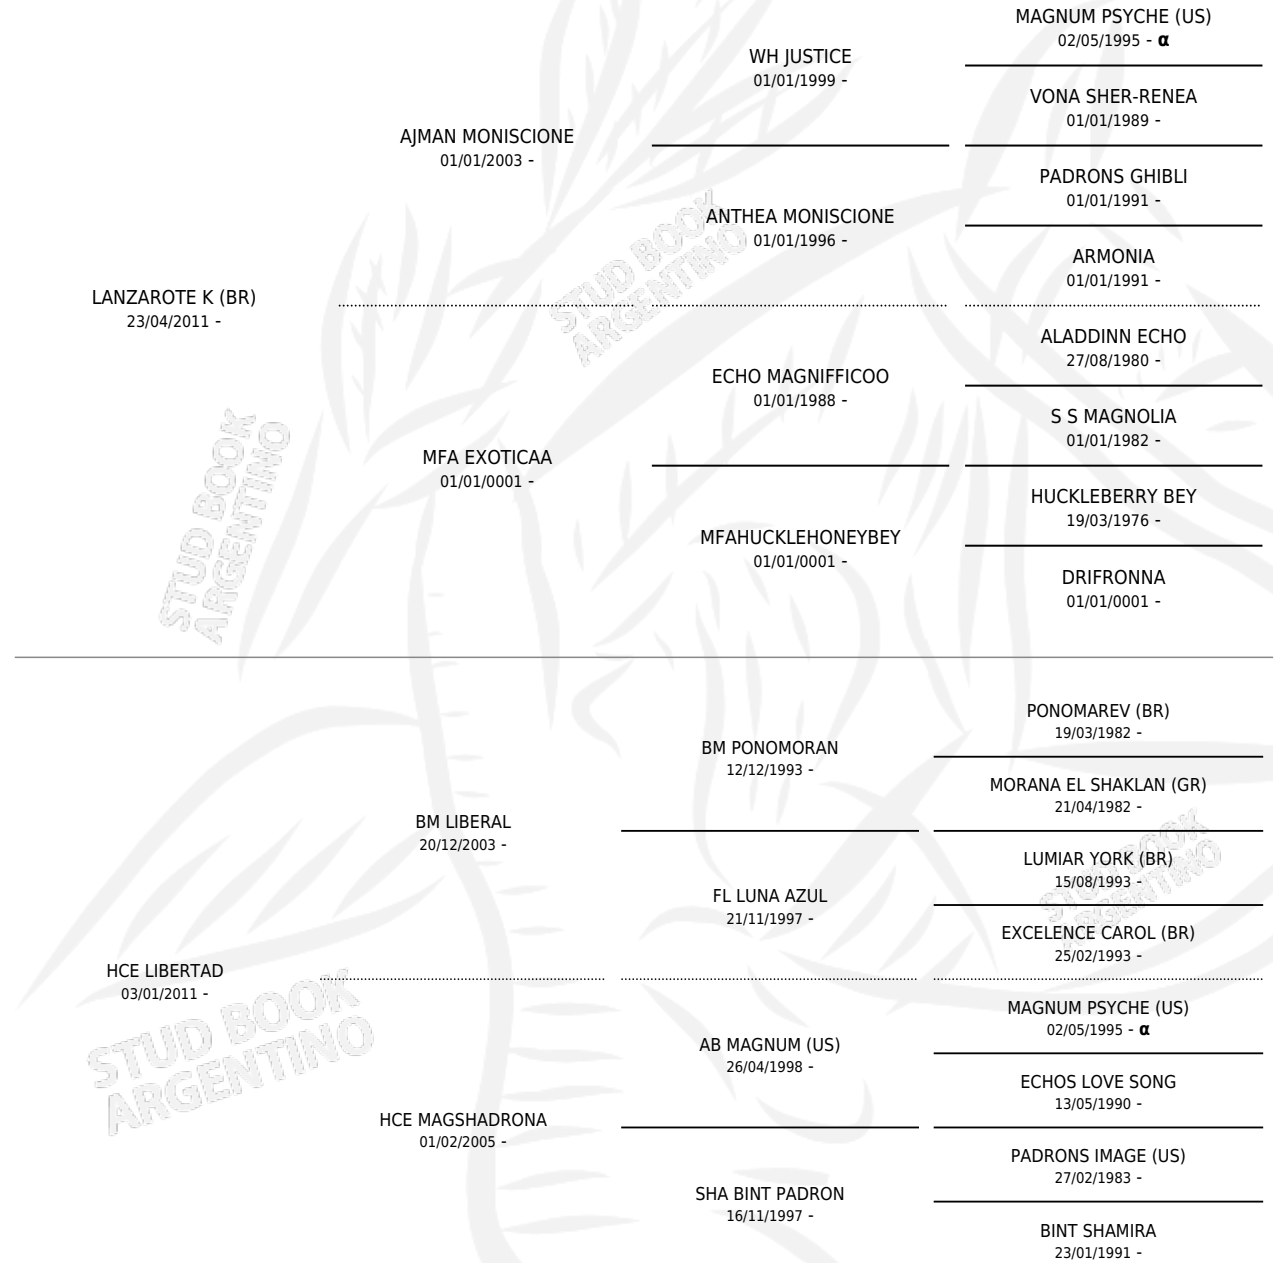 MAGNUM PSYCHE (US)
02/05/1995 - α
WH JUSTICE
01/01/1999 -
VONA SHER-RENEA
01/01/1989 -
AJMAN MONISCIONE
01/01/2003 -
PADRONS GHIBLI
01/01/1991 -
ANTHEA MONISCIONE
01/01/1996 -
ARMONIA
01/01/1991 -
LANZAROTE K (BR)
23/04/2011 -
STUD BOOK
ARGENTINO
ALADDINN ECHO
27/08/1980 -
ECHO MAGNIFFICOO
01/01/1988 -
S S MAGNOLIA
01/01/1982 -
MFA EXOTICAA
01/01/0001 -
HUCKLEBERRY BEY
19/03/1976 -
MFAHUCKLEHONEYBEY
01/01/0001 -
DRIFRONNA
01/01/0001 -
STUD BOOK
ARGENTINO
PONOMAREV (BR)
19/03/1982 -
BM PONOMORAN
12/12/1993 -
MORANA EL SHAKLAN (GR)
21/04/1982 -
BM LIBERAL
20/12/2003 -
LUMIAR YORK (BR)
15/08/1993 -
STUD BOOK
ARGENTINO
FL LUNA AZUL
21/11/1997 -
EXCELENCE CAROL (BR)
25/02/1993 -
HCE LIBERTAD
03/01/2011 -
STUD BOOK
ARGENTINO
MAGNUM PSYCHE (US)
02/05/1995 - α
AB MAGNUM (US)
26/04/1998 -
ECHOS LOVE SONG
13/05/1990 -
HCE MAGSHADRONA
01/02/2005 -
PADRONS IMAGE (US)
27/02/1983 -
SHA BINT PADRON
16/11/1997 -
BINT SHAMIRA
23/01/1991 -